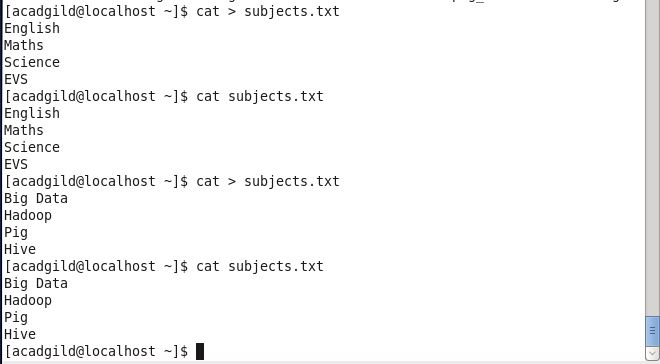 [acadgild@localhost ~]$ cat > subjects.txt
English
Maths
Science
EVS
[acadgild@localhost ~]$ cat subjects.txt
English
Maths
Science
EVS
[acadgild@localhost ~]$ cat > subjects.txt
Big Data
Hadoop
Pig
Hive
[acadgild@localhost ~]$ cat subjects.txt
Big Data
Hadoop
Pig
Hive
[acadgild@localhost ~]$